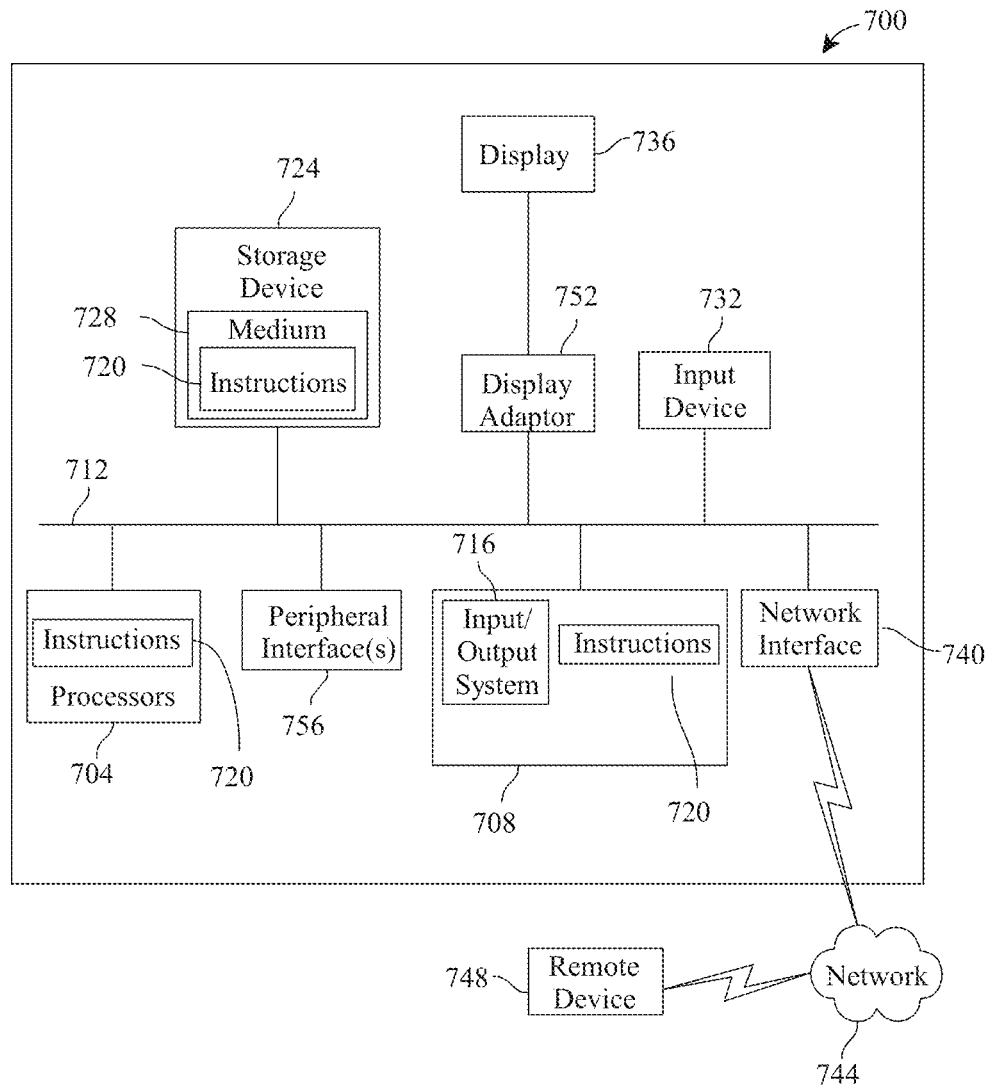 700
Display
736
724
Storage
Device
728
Medium
720
Instructions
752
Display
Adaptor
732
Input
Device
712
716
Instructions
Processors
704
720
Peripheral
Interface(s)
756
Input/
Output
System
Instructions
708
720
Network
Interface
740
748
Remote
Device
Network
744